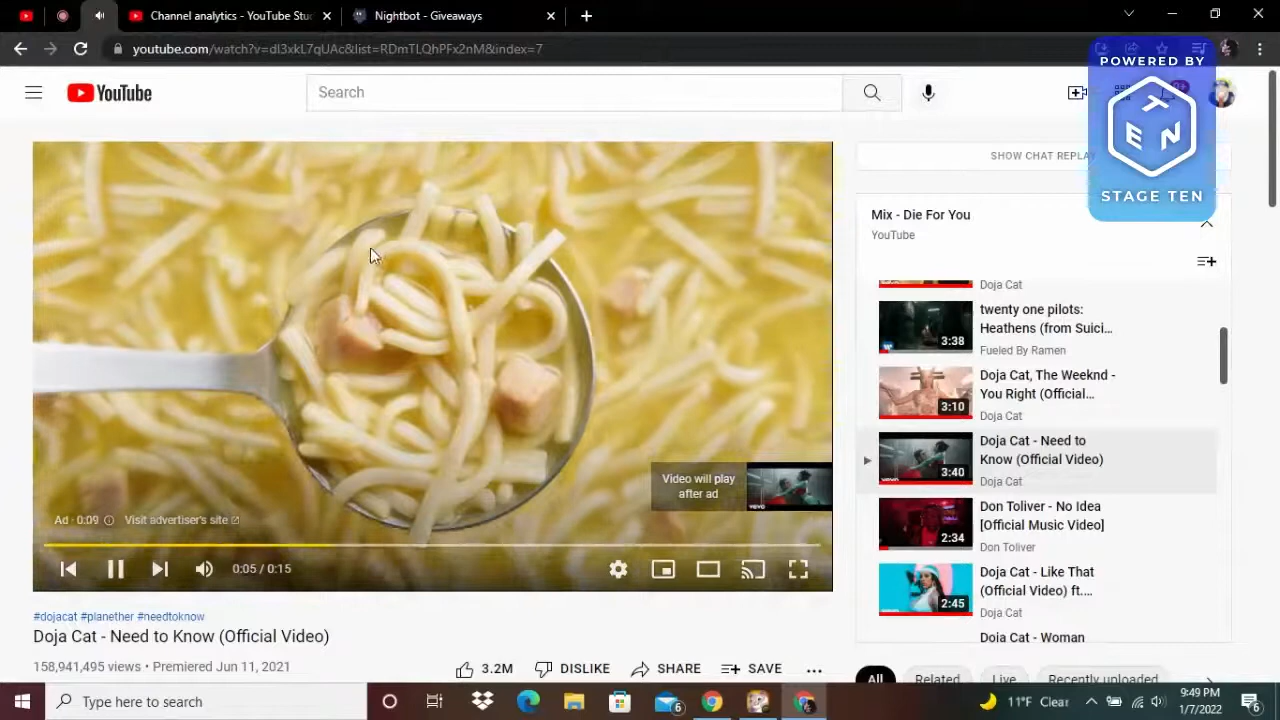 Channel analytics - YouTube Stu
Nightbot - Giveaways
youtube.com/watch?v=dl3xkL7qUAc&list=RDmTLQhPFx2nM&index=7
POWERED BY
TEN
STAGE TEN
YouTube
Search
SHOW CHAT REPLAY
Mix - Die For You
YouTube
Doja Cat
twenty one pilots:
Heathens (from Suici...
3:38
Fueled By Ramen
Doja Cat, The Weeknd -
You Right (Official...
3:10
Doja Cat
Doja Cat - Need to
Know (Official Video)
3:40
Doja Cat
Don Toliver - No Idea
[Official Music Video]
2:34
Don Toliver
Doja Cat - Like That
(Official Video) ft....
2:45
Doja Cat
Doja Cat - Woman
Video will play
after ad
Ad · 0:09
Visit advertiser's site
0:05 / 0:15
#dojacat #planether #needtoknow
Doja Cat - Need to Know (Official Video)
158,941,495 views • Premiered Jun 11, 2021
3.2M
DISLIKE
SHARE
SAVE
All
Related
Live
Recently uploaded
Type here to search
6
11°F Clear
9:49 PM
1/7/2022
6